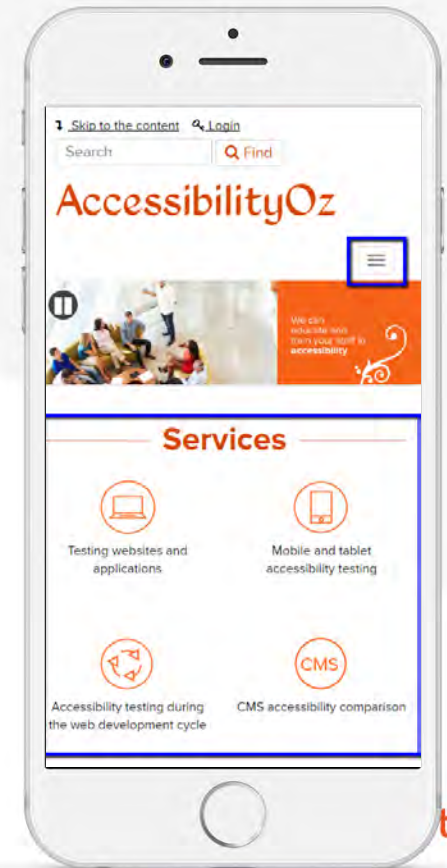 Skip to the content Login
Search Find
AccessibilityOz
We can
educate and
train your staff in
accessibility
Services
Testing websites and
applications
Mobile and tablet
accessibility testing
Accessibility testing during
the web development cycle
CMS
CMS accessibility comparison
t